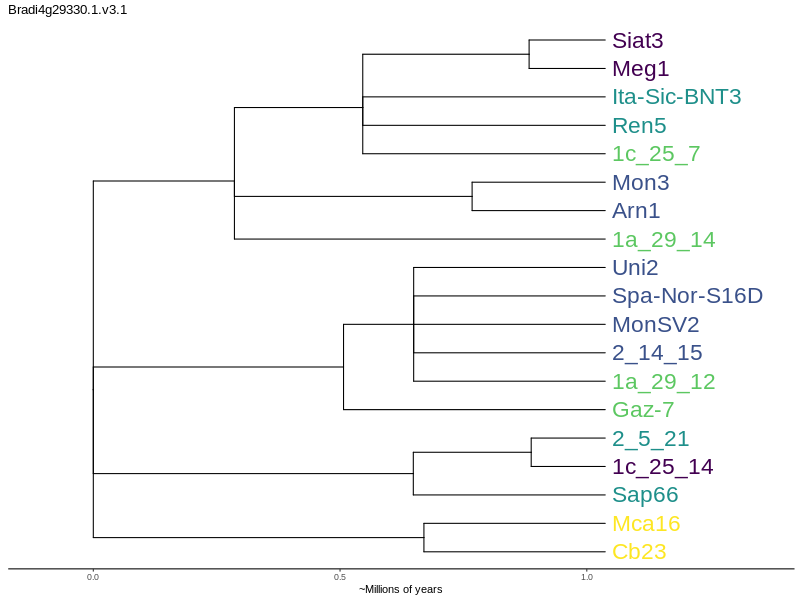 Bradi4g29330.1.v3.1
Siat3
Meg1
Ita-Sic-BNT3
Ren5
1c_25_7
Mon3
Arn1
1a_29_14
Uni2
Spa-Nor-S16D
MonSV2
2_14_15
1a_29_12
Gaz-7
2_5_21
1c_25_14
Sap66
Mca16
Cb23
0.0 0.5 1.0
~Millions of years